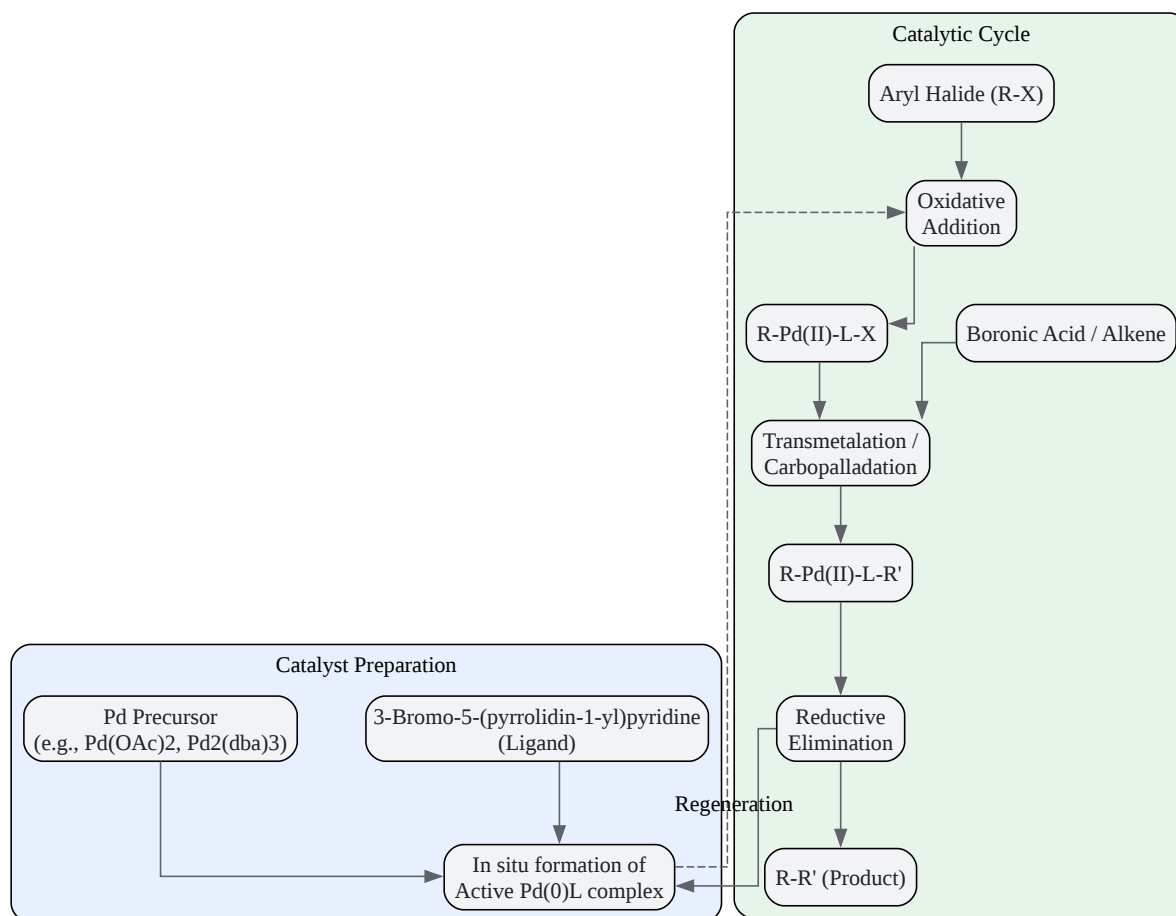 Catalytic Cycle
Aryl Halide (R-X)
Oxidative
Addition
R-Pd(II)-L-X
Boronic Acid / Alkene
Transmetalation /
Carbopalladation
R-Pd(II)-L-R'
Catalyst Preparation
Pd Precursor
(e.g., Pd(OAc)2, Pd2(dba)3)
3-Bromo-5-(pyrrolidin-1-yl)pyridine
(Ligand)
Reductive
Elimination
Regeneration
In situ formation of
Active Pd(0)L complex
R-R' (Product)